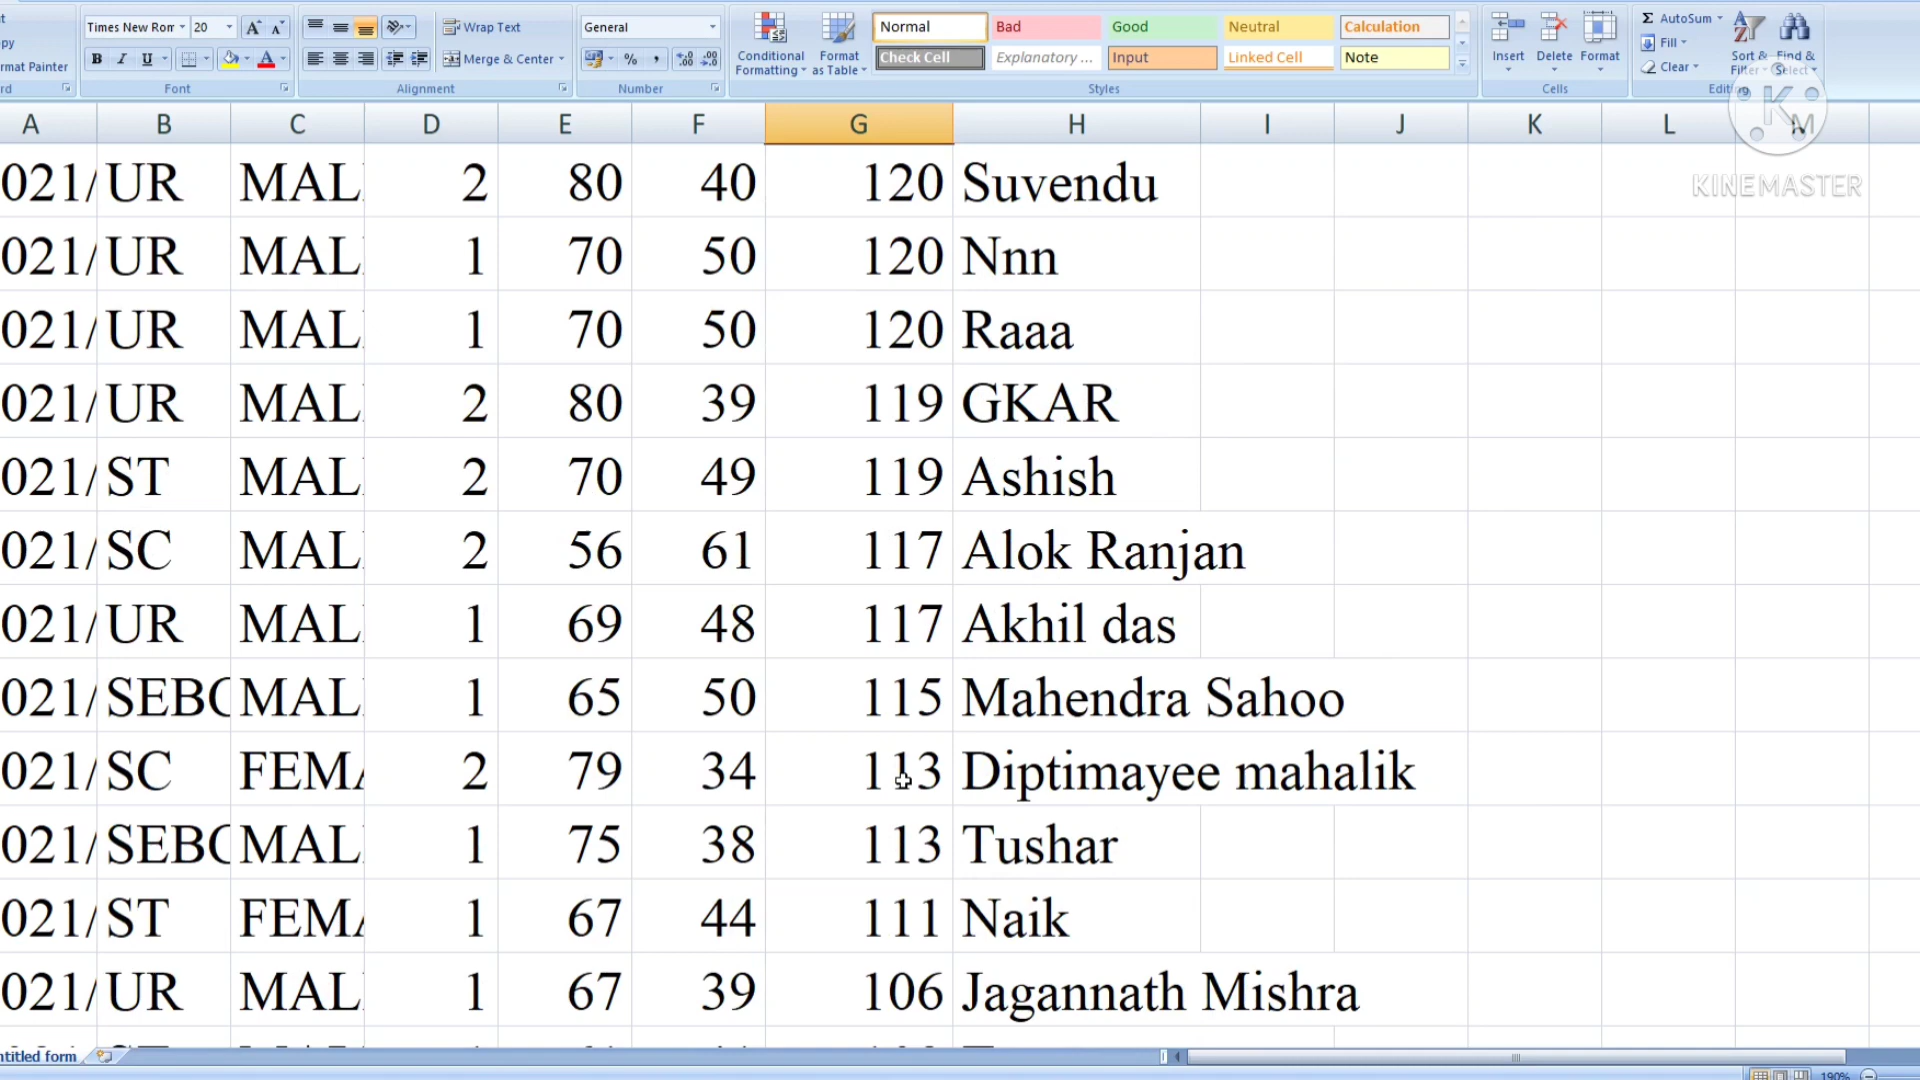 Times New Rom 20 Wrap Text General Normal Bad Good Neutral Calculation Insert Delete Format AutoSum
Painter B I U Merge & Center % Conditional Formatting Format as Table Check Cell Explanatory ... Input Linked Cell Note Fill Clear Sort & Filter Find & Select
Font Alignment Number Styles Cells Editing
A B C D E F G H I J K L M
KINEMASTER
021/ UR MAL 2 80 40 120 Suvendu
021/ UR MAL 1 70 50 120 Nnn
021/ UR MAL 1 70 50 120 Raaa
021/ UR MAL 2 80 39 119 GKAR
021/ ST MAL 2 70 49 119 Ashish
021/ SC MAL 2 56 61 117 Alok Ranjan
021/ UR MAL 1 69 48 117 Akhil das
021/ SEBC MAL 1 65 50 115 Mahendra Sahoo
021/ SC FEMA 2 79 34 113 Diptimayee mahalik
021/ SEBC MAL 1 75 38 113 Tushar
021/ ST FEMA 1 67 44 111 Naik
021/ UR MAL 1 67 39 106 Jagannath Mishra
ntitled form
190%